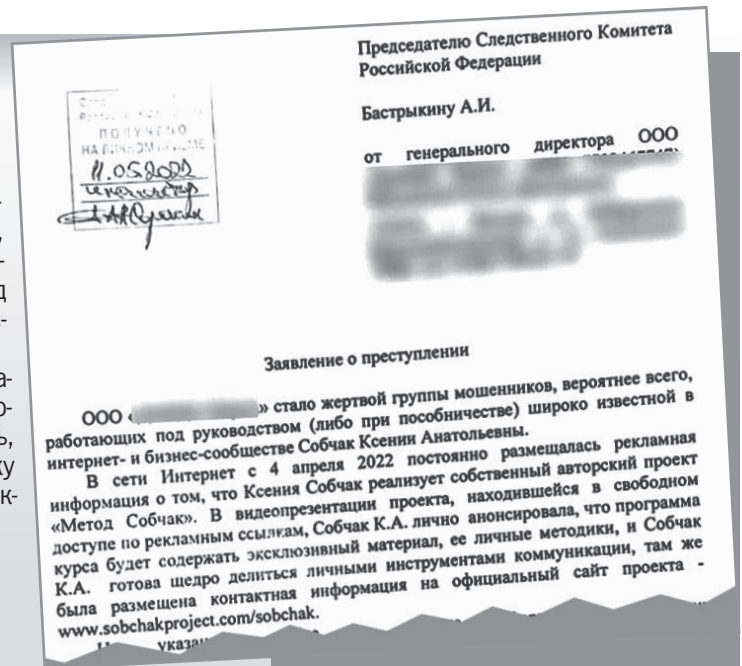 Председателю Следственного Комитета
Российской Федерации
Бастрыкину А.И.
от генерального директора ООО
ПОЛУЧЕНО
НА ЛИЧНОМ ПРИЕМЕ
11.05.2022
Заявление о преступлении
ООО « » стало жертвой группы мошенников, вероятнее всего,
работающих под руководством (либо при пособничестве) широко известной в
интернет- и бизнес-сообществе Собчак Ксении Анатольевны.
В сети Интернет с 4 апреля 2022 постоянно размещалась рекламная
информация о том, что Ксения Собчак реализует собственный авторский проект
«Метод Собчак». В видеопрезентации проекта, находившейся в свободном
доступе по рекламным ссылкам, Собчак К.А. лично анонсировала, что программа
курса будет содержать эксклюзивный материал, ее личные методики, и Собчак
К.А. готова щедро делиться личными инструментами коммуникации, там же
была размещена контактная информация на официальный сайт проекта -
www.sobchakproject.com/sobchak.